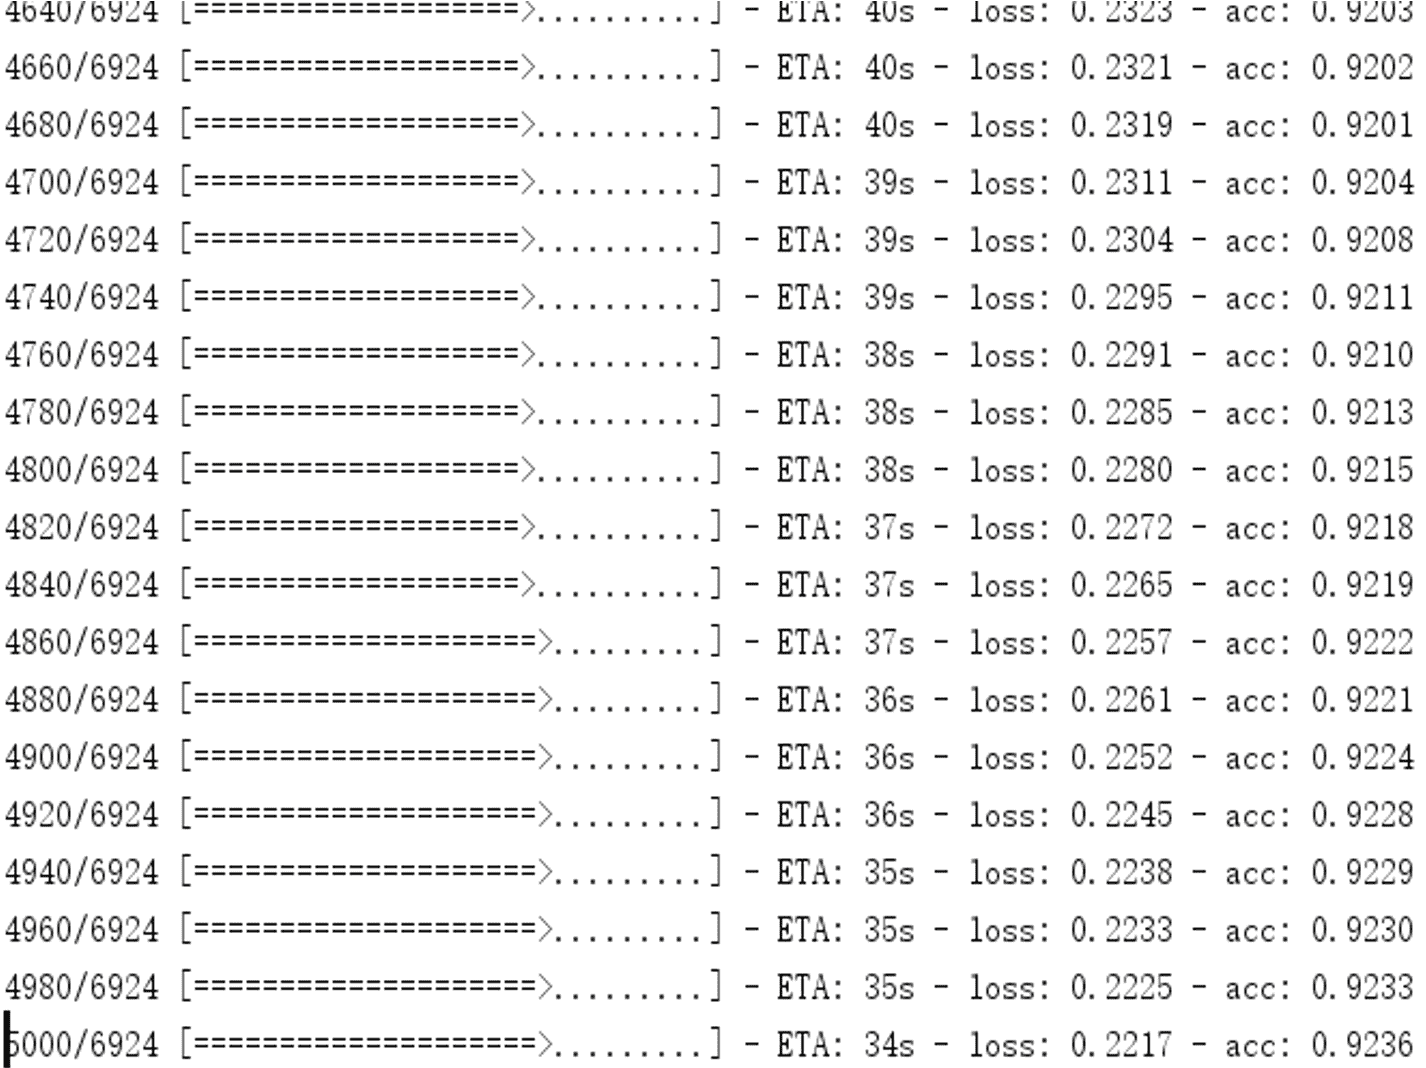 4640/6924 [===================>..........] - ETA: 40s - loss: 0.2323 - acc: 0.9203
4660/6924 [===================>..........] - ETA: 40s - loss: 0.2321 - acc: 0.9202
4680/6924 [===================>..........] - ETA: 40s - loss: 0.2319 - acc: 0.9201
4700/6924 [===================>..........] - ETA: 39s - loss: 0.2311 - acc: 0.9204
4720/6924 [===================>..........] - ETA: 39s - loss: 0.2304 - acc: 0.9208
4740/6924 [===================>..........] - ETA: 39s - loss: 0.2295 - acc: 0.9211
4760/6924 [===================>..........] - ETA: 38s - loss: 0.2291 - acc: 0.9210
4780/6924 [===================>..........] - ETA: 38s - loss: 0.2285 - acc: 0.9213
4800/6924 [===================>..........] - ETA: 38s - loss: 0.2280 - acc: 0.9215
4820/6924 [===================>..........] - ETA: 37s - loss: 0.2272 - acc: 0.9218
4840/6924 [===================>..........] - ETA: 37s - loss: 0.2265 - acc: 0.9219
4860/6924 [====================>.........] - ETA: 37s - loss: 0.2257 - acc: 0.9222
4880/6924 [====================>.........] - ETA: 36s - loss: 0.2261 - acc: 0.9221
4900/6924 [====================>.........] - ETA: 36s - loss: 0.2252 - acc: 0.9224
4920/6924 [====================>.........] - ETA: 36s - loss: 0.2245 - acc: 0.9228
4940/6924 [====================>.........] - ETA: 35s - loss: 0.2238 - acc: 0.9229
4960/6924 [====================>.........] - ETA: 35s - loss: 0.2233 - acc: 0.9230
4980/6924 [====================>.........] - ETA: 35s - loss: 0.2225 - acc: 0.9233
5000/6924 [====================>.........] - ETA: 34s - loss: 0.2217 - acc: 0.9236